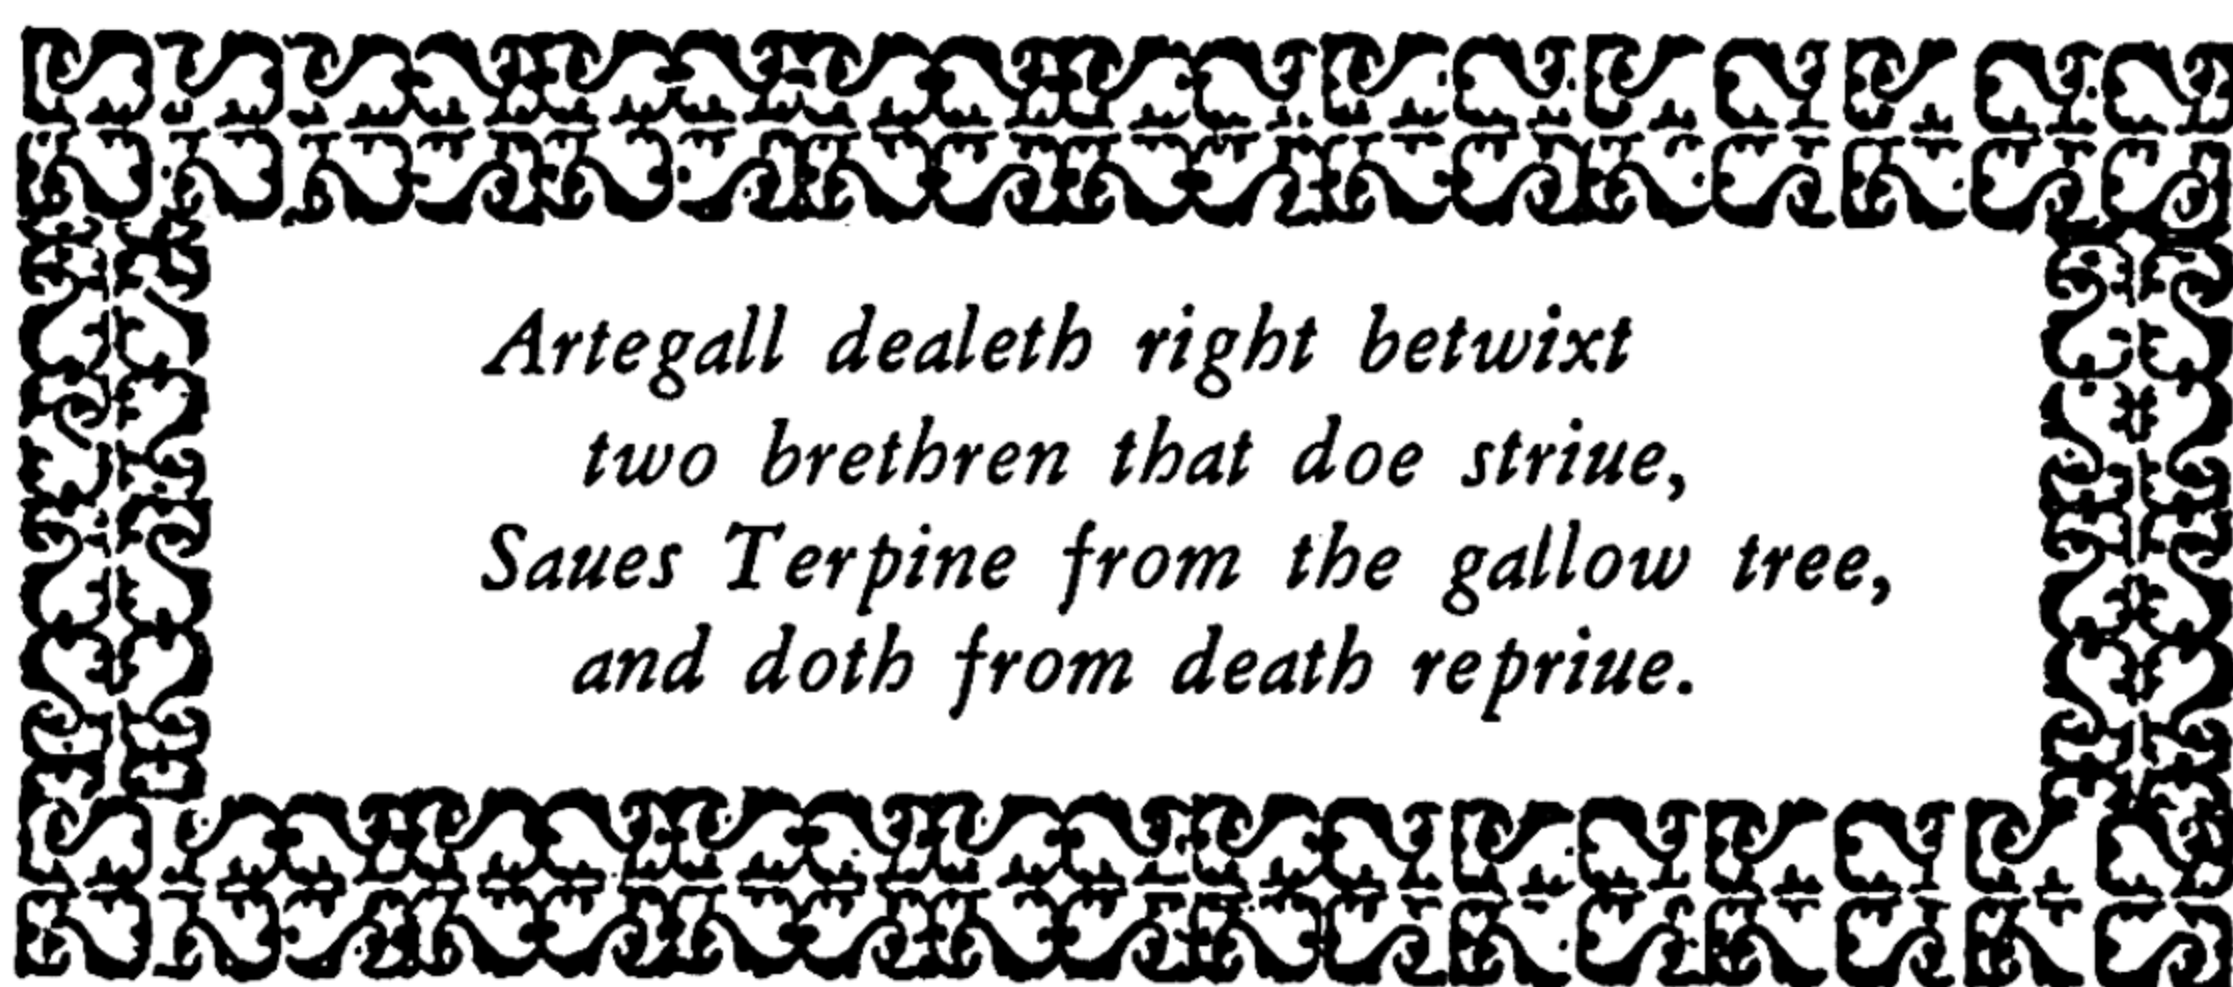 Artegall dealeth right betwixt
two brethren that doe striue,
Saues Terpine from the gallow tree,
and doth from death repriue.